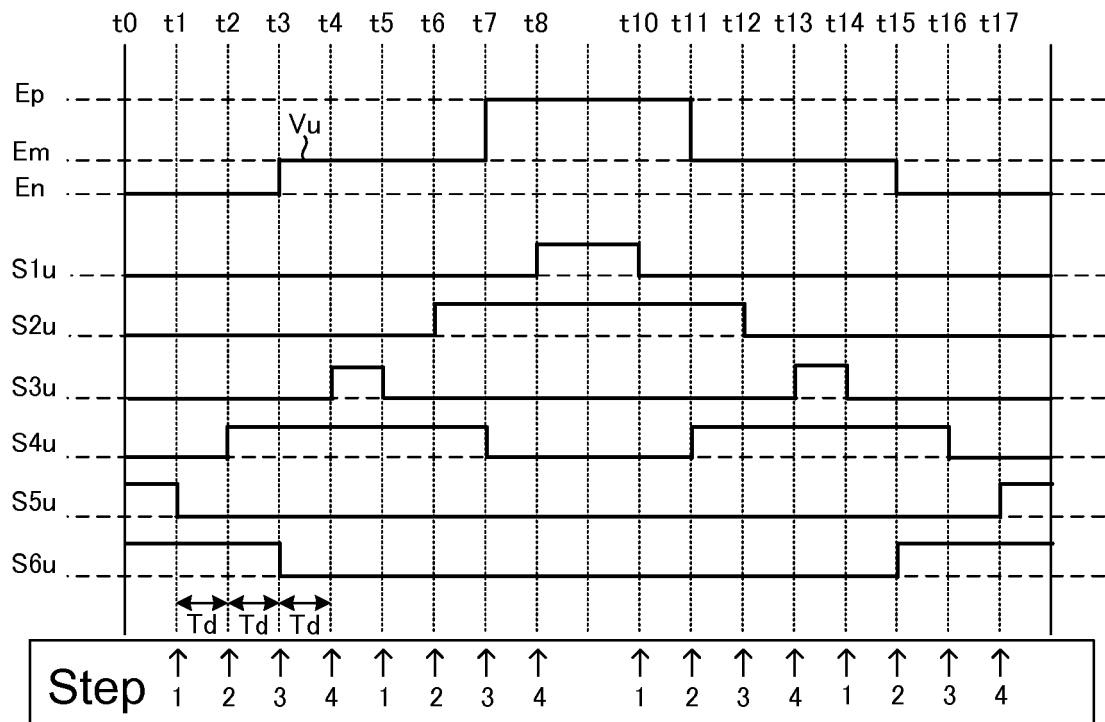 t0 t1 t2 t3 t4 t5 t6 t7 t8 t10 t11 t12 t13 t14 t15 t16 t17
Ep
Vu
Em
En
S1u
S2u
S3u
S4u
S5u
S6u
Td Td Td
Step 1 2 3 4 1 2 3 4 1 2 3 4 1 2 3 4